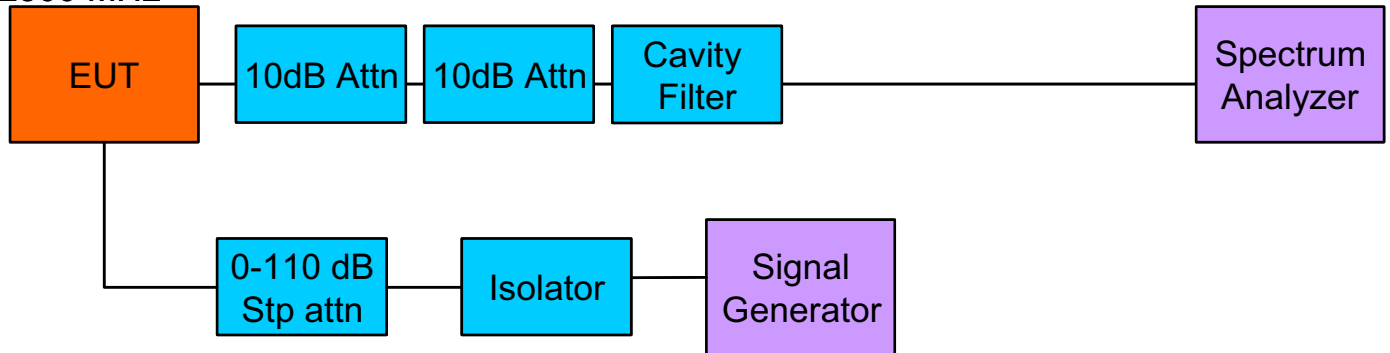 EUT
10dB Attn
10dB Attn
Cavity
Filter
Spectrum
Analyzer
0-110 dB
Stp attn
Isolator
Signal
Generator